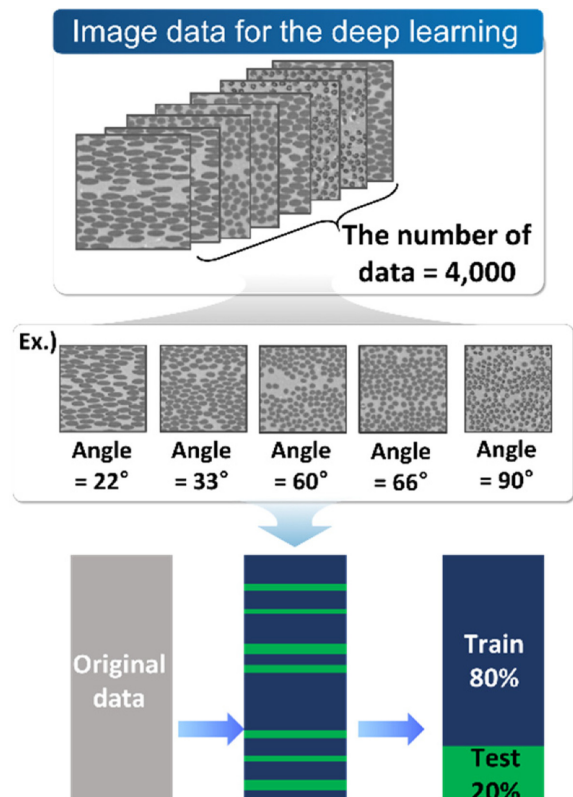 Image data for the deep learning
The number of
data = 4,000
Ex.)
Angle
= 22°
Angle
= 33°
Angle
= 60°
Angle
= 66°
Angle
= 90°
Original
data
Train
80%
Test
20%